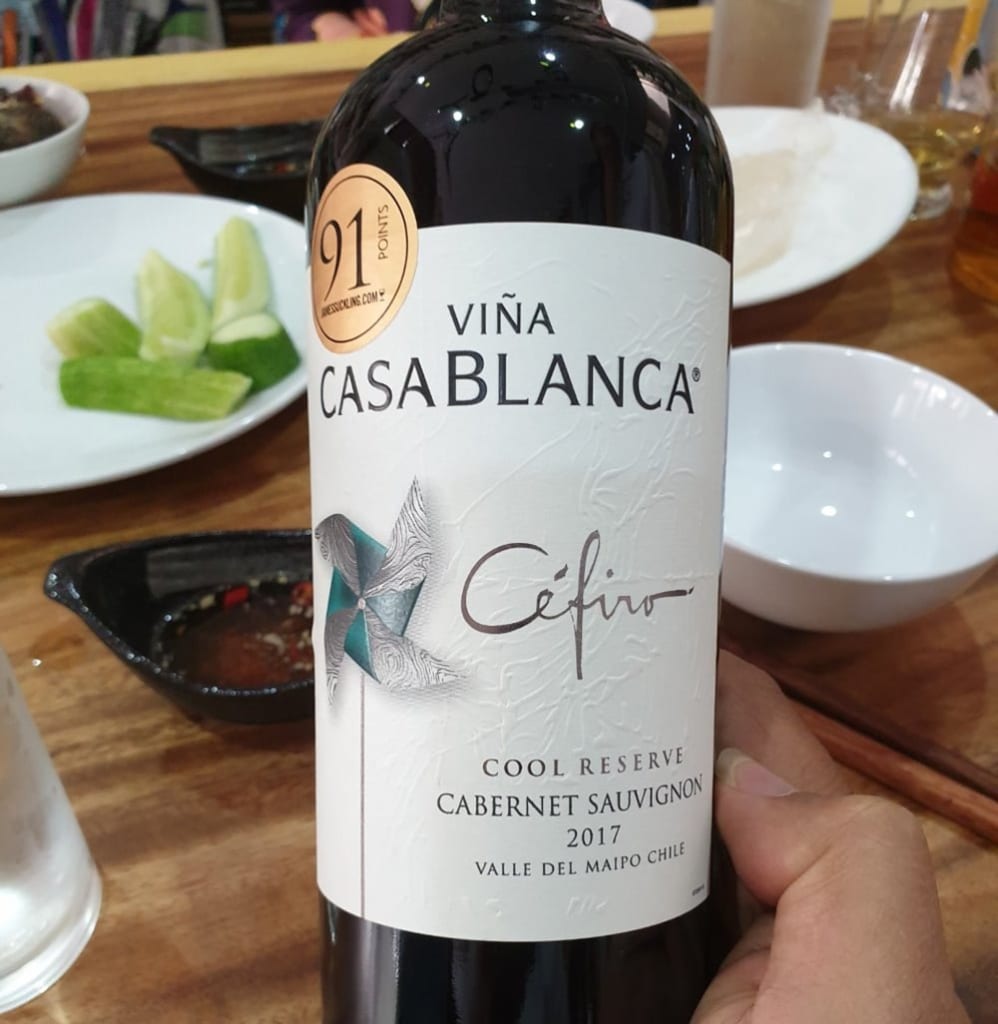 91
POINTS
JAMESSUCKLING.COM
VIÑA
CASABLANCA®
Céfiro
COOL RESERVE
CABERNET SAUVIGNON
2017
VALLE DEL MAIPO CHILE